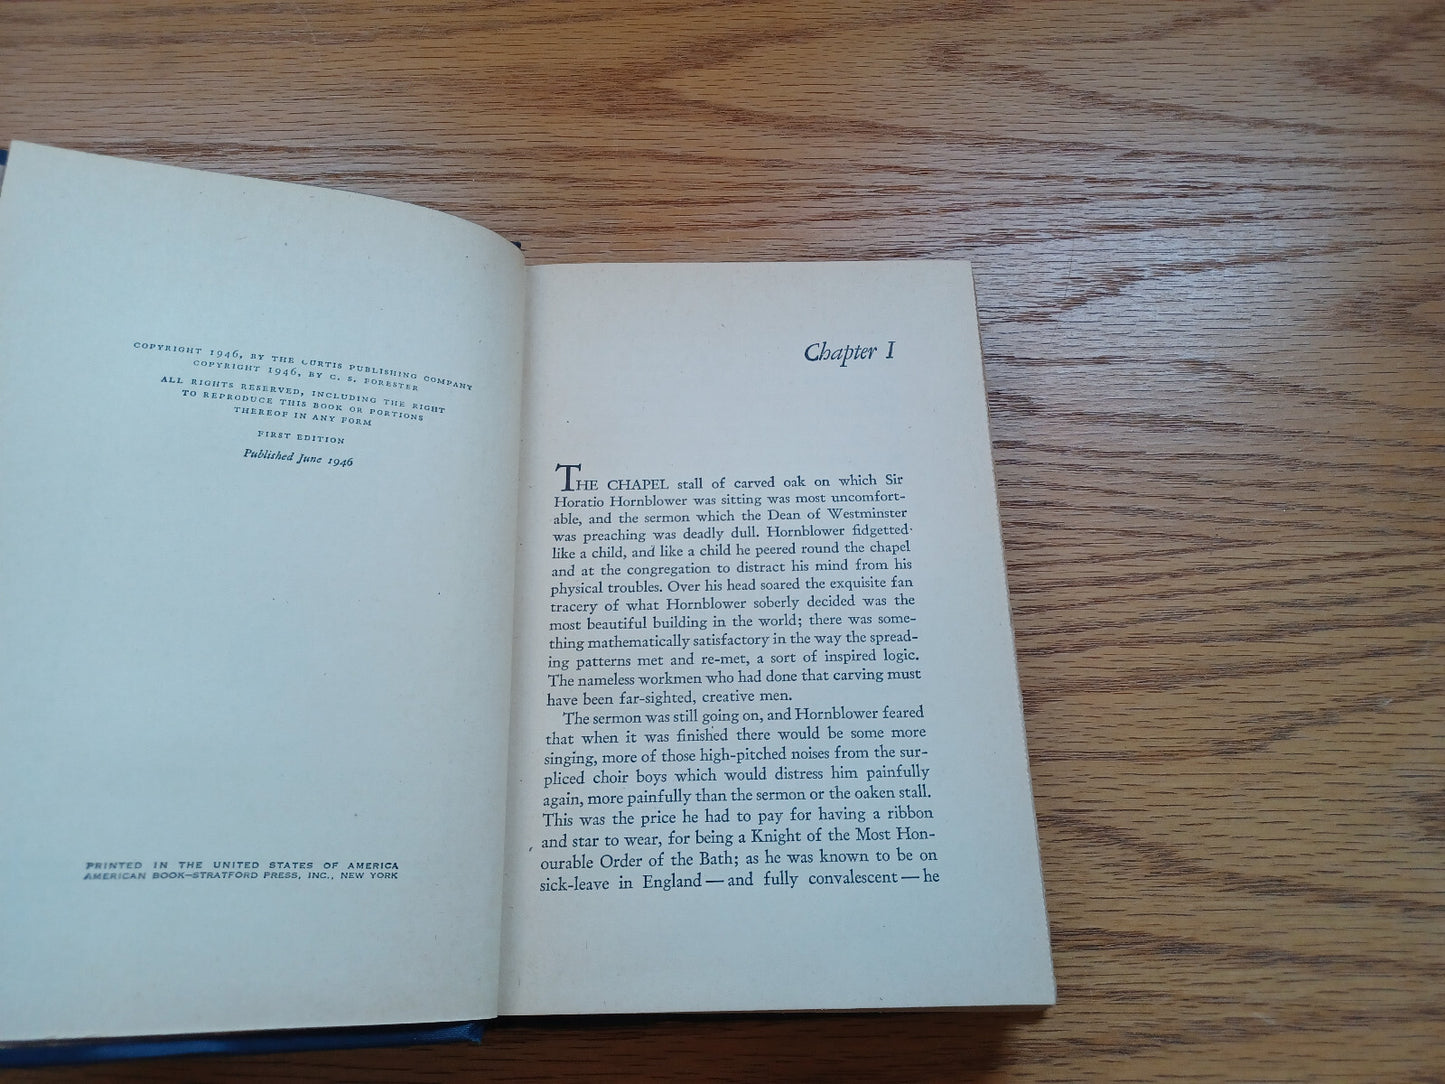 COPYRIGHT 1946, BY THE CURTIS PUBLISHING COMPANY
COPYRIGHT 1946, BY C. S. FORESTER
ALL RIGHTS RESERVED, INCLUDING THE RIGHT
TO REPRODUCE THIS BOOK OR PORTIONS
THEREOF IN ANY FORM
FIRST EDITION
Published June 1946
PRINTED IN THE UNITED STATES OF AMERICA
AMERICAN BOOK—STRATFORD PRESS, INC., NEW YORK
Chapter I
THE CHAPEL stall of carved oak on which Sir
Horatio Hornblower was sitting was most uncomfort-
able, and the sermon which the Dean of Westminster
was preaching was deadly dull. Hornblower fidgetted
like a child, and like a child he peered round the chapel
and at the congregation to distract his mind from his
physical troubles. Over his head soared the exquisite fan
tracery of what Hornblower soberly decided was the
most beautiful building in the world; there was some-
thing mathematically satisfactory in the way the spread-
ing patterns met and re-met, a sort of inspired logic.
The nameless workmen who had done that carving must
have been far-sighted, creative men.
The sermon was still going on, and Hornblower feared
that when it was finished there would be some more
singing, more of those high-pitched noises from the sur-
pliced choir boys which would distress him painfully
again, more painfully than the sermon or the oaken stall.
This was the price he had to pay for having a ribbon
and star to wear, for being a Knight of the Most Hon-
ourable Order of the Bath; as he was known to be on
sick-leave in England—and fully convalescent—he